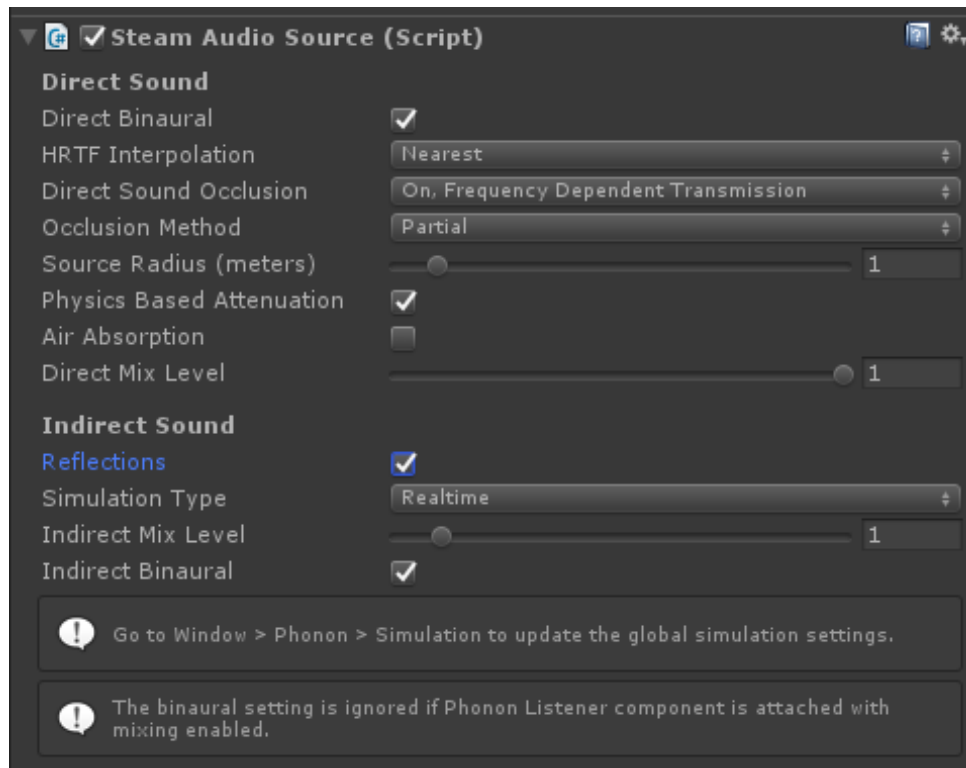 Steam Audio Source (Script)
Direct Sound
Direct Binaural
HRTF Interpolation Nearest
Direct Sound Occlusion On, Frequency Dependent Transmission
Occlusion Method Partial
Source Radius (meters) 1
Physics Based Attenuation
Air Absorption
Direct Mix Level 1
Indirect Sound
Reflections
Simulation Type Realtime
Indirect Mix Level 1
Indirect Binaural
Go to Window > Phonon > Simulation to update the global simulation settings.
The binaural setting is ignored if Phonon Listener component is attached with
mixing enabled.